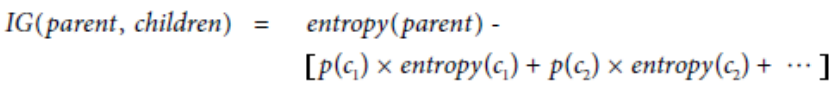 IG(parent, children) = entropy(parent) -
[p(c₁) × entropy(c₁) + p(c₂) × entropy(c₂) + ⋯]